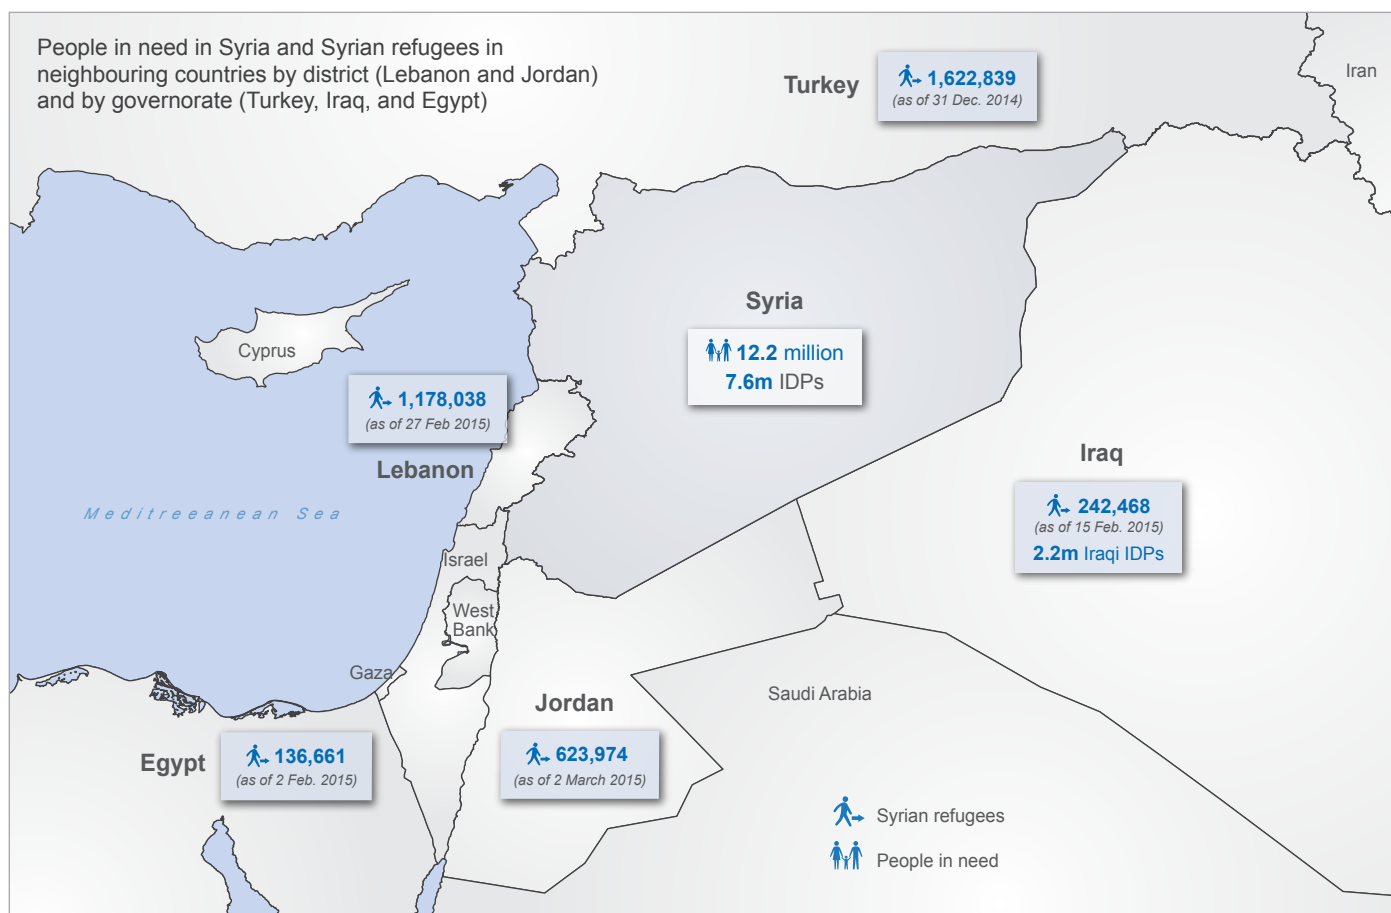 People in need in Syria and Syrian refugees in
neighbouring countries by district (Lebanon and Jordan)
and by governorate (Turkey, Iraq, and Egypt)
Turkey
1,622,839
(as of 31 Dec. 2014)
Iran
Syria
12.2 million
7.6m IDPs
Cyprus
1,178,038
(as of 27 Feb 2015)
Lebanon
Iraq
242,468
(as of 15 Feb. 2015)
2.2m Iraqi IDPs
Meditreeanean Sea
Israel
West
Bank
Gaza
Saudi Arabia
Jordan
623,974
(as of 2 March 2015)
Egypt
136,661
(as of 2 Feb. 2015)
Syrian refugees
People in need